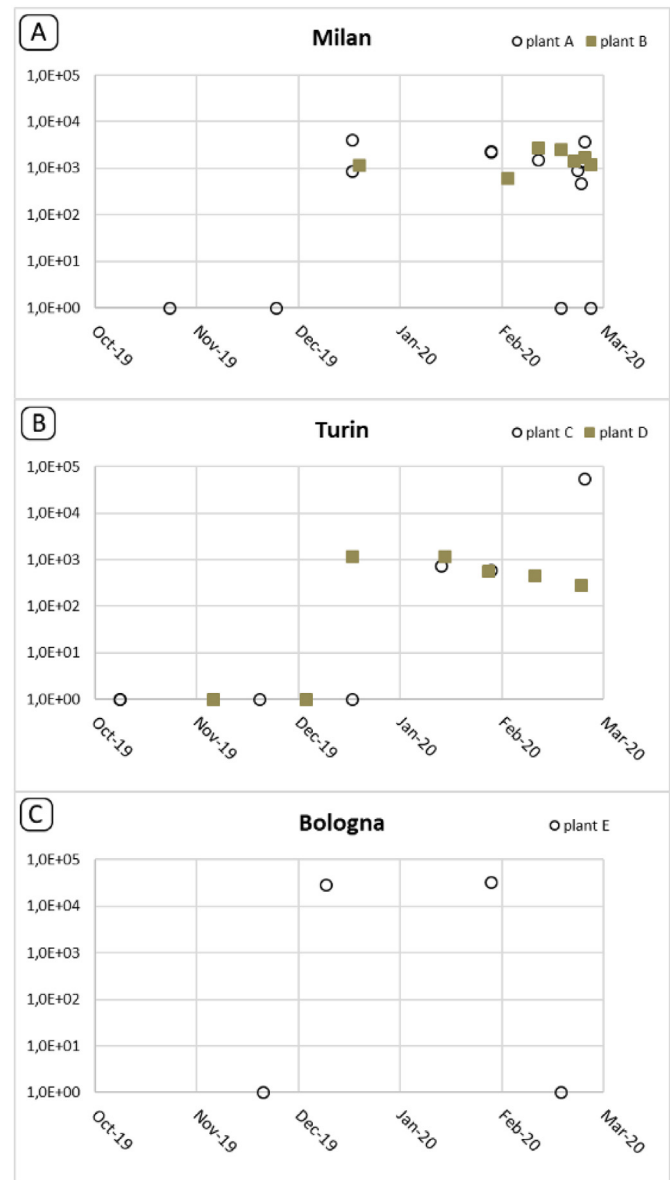 A
Milan
plant A plant B
1,0E+05
1,0E+04
1,0E+03
1,0E+02
1,0E+01
1,0E+00
Oct-19 Nov-19 Dec-19 Jan-20 Feb-20 Mar-20
B
Turin
plant C plant D
1,0E+05
1,0E+04
1,0E+03
1,0E+02
1,0E+01
1,0E+00
Oct-19 Nov-19 Dec-19 Jan-20 Feb-20 Mar-20
C
Bologna
plant E
1,0E+05
1,0E+04
1,0E+03
1,0E+02
1,0E+01
1,0E+00
Oct-19 Nov-19 Dec-19 Jan-20 Feb-20 Mar-20